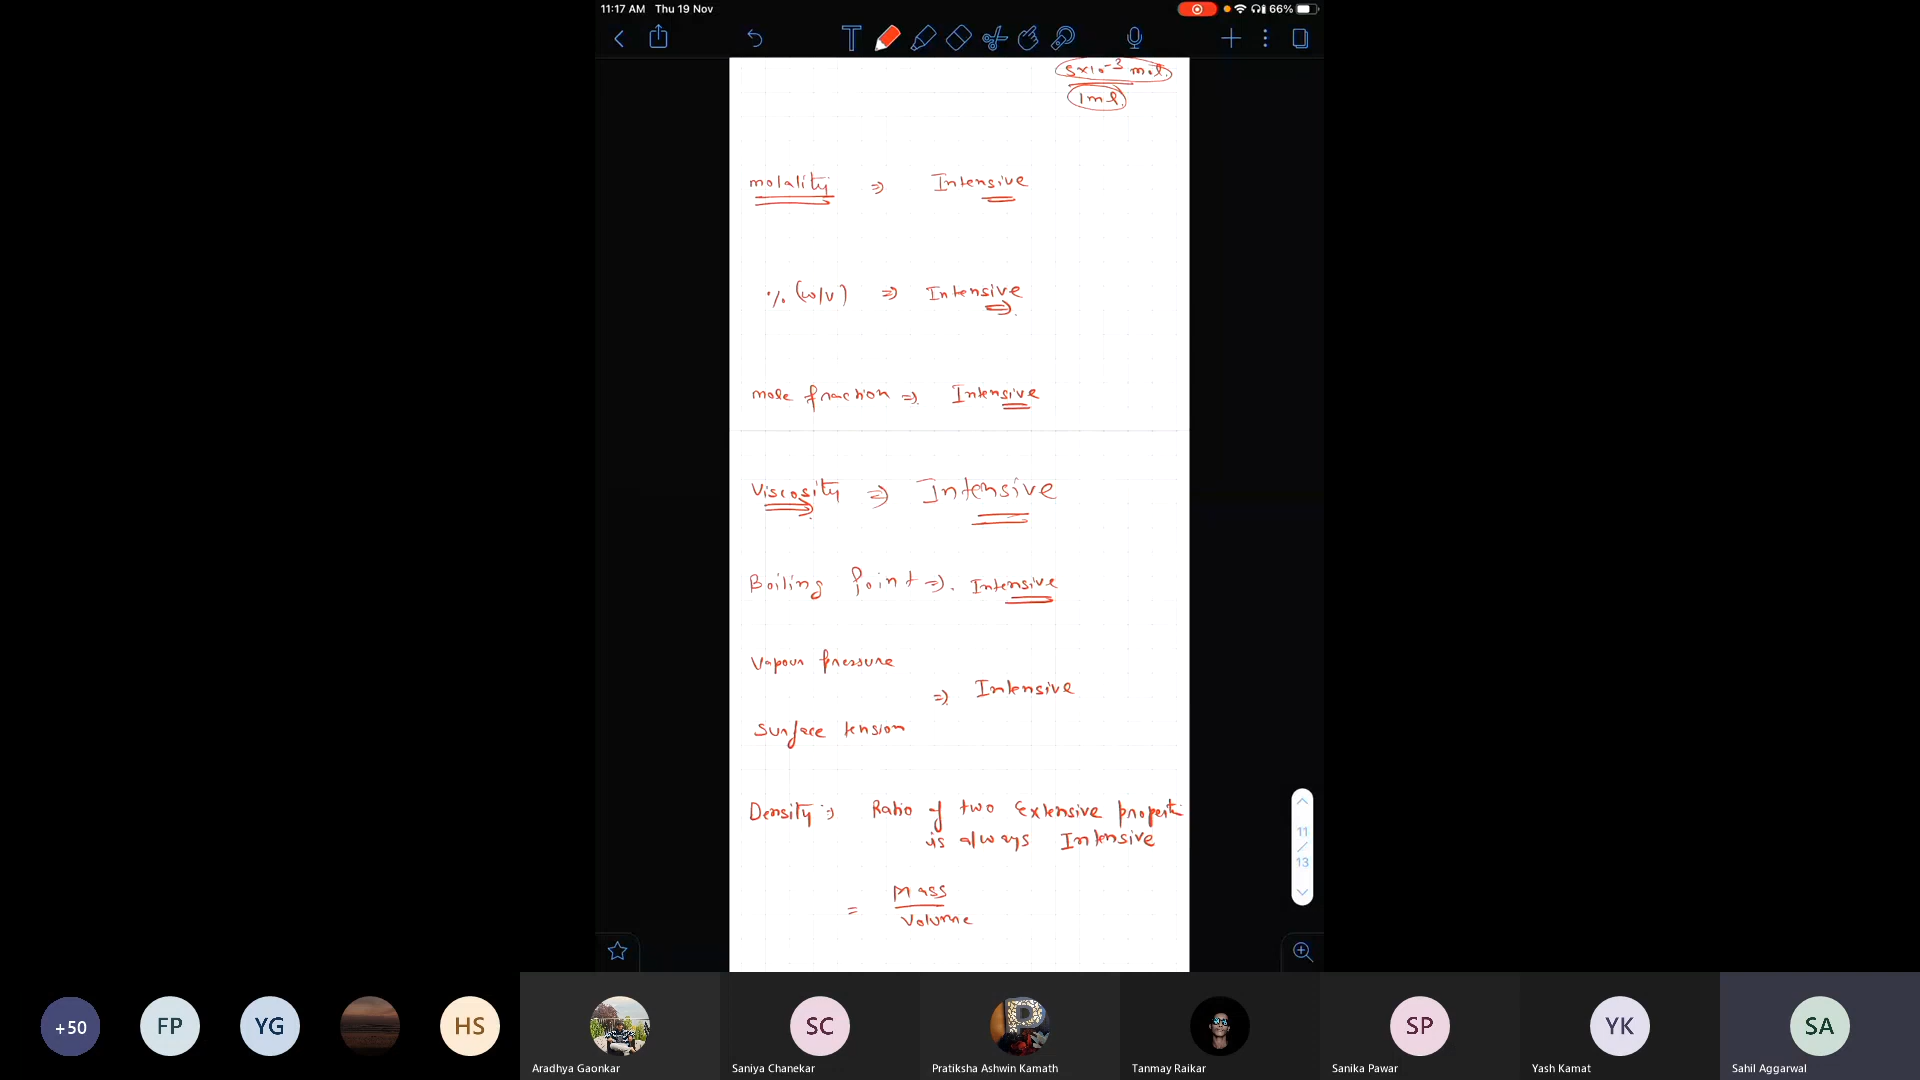 11:17 AM Thu 19 Nov
66%
5x10⁻³ mol.
1ml.
molality ⇒ Intensive
% (w/v) ⇒ Intensive
mole fraction ⇒ Intensive
Viscosity ⇒ Intensive
Boiling Point ⇒. Intensive
Vapour pressure
⇒ Intensive
Surface tension
Density ⇒ Ratio of two Extensive propert
is always Intensive
= Mass
Volume
11
/
13
+50
FP
YG
HS
SC
P
SP
YK
SA
Aradhya Gaonkar
Saniya Chanekar
Pratiksha Ashwin Kamath
Tanmay Raikar
Sanika Pawar
Yash Kamat
Sahil Aggarwal